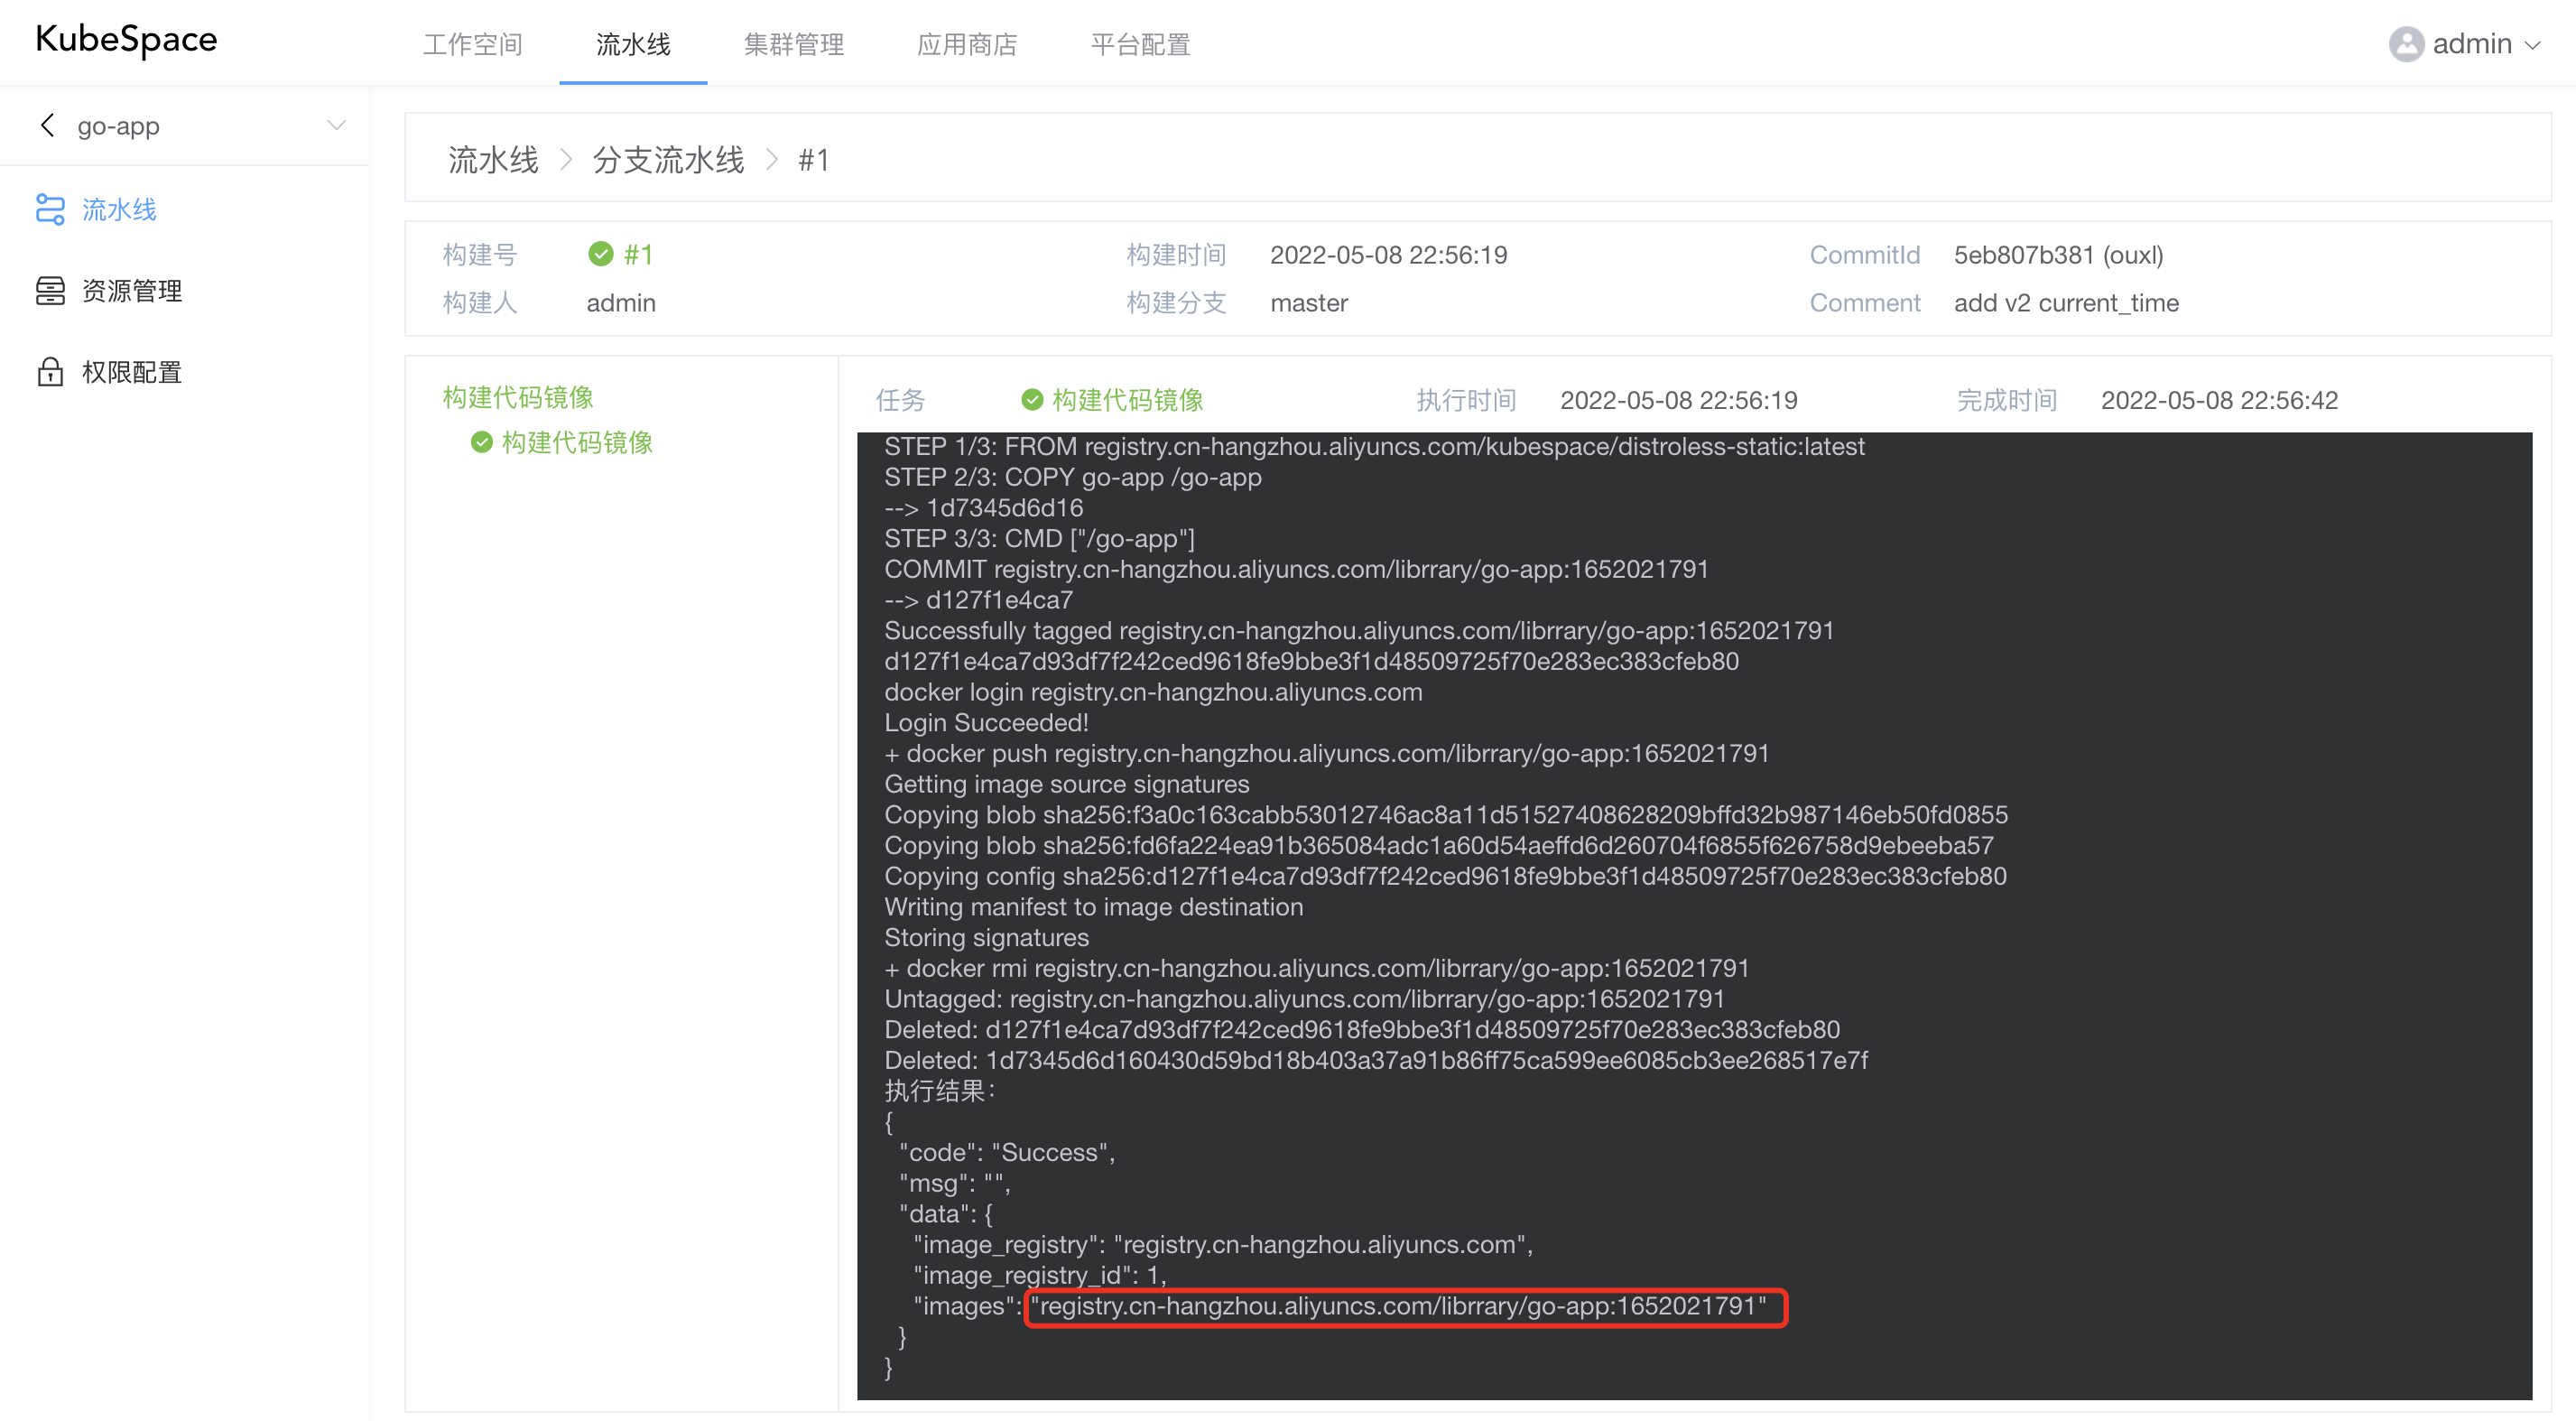 KubeSpace
工作空间 流水线 集群管理 应用商店 平台配置
admin
go-app
流水线
资源管理
权限配置
流水线 > 分支流水线 > #1
构建号 #1 构建时间 2022-05-08 22:56:19 CommitId 5eb807b381 (ouxl)
构建人 admin 构建分支 master Comment add v2 current_time
构建代码镜像
构建代码镜像
任务 构建代码镜像 执行时间 2022-05-08 22:56:19 完成时间 2022-05-08 22:56:42
STEP 1/3: FROM registry.cn-hangzhou.aliyuncs.com/kubespace/distroless-static:latest
STEP 2/3: COPY go-app /go-app
--> 1d7345d6d16
STEP 3/3: CMD ["/go-app"]
COMMIT registry.cn-hangzhou.aliyuncs.com/librrary/go-app:1652021791
--> d127f1e4ca7
Successfully tagged registry.cn-hangzhou.aliyuncs.com/librrary/go-app:1652021791
d127f1e4ca7d93df7f242ced9618fe9bbe3f1d48509725f70e283ec383cfeb80
docker login registry.cn-hangzhou.aliyuncs.com
Login Succeeded!
+ docker push registry.cn-hangzhou.aliyuncs.com/librrary/go-app:1652021791
Getting image source signatures
Copying blob sha256:f3a0c163cabb53012746ac8a11d51527408628209bffd32b987146eb50fd0855
Copying blob sha256:fd6fa224ea91b365084adc1a60d54aeffd6d260704f6855f626758d9ebeeba57
Copying config sha256:d127f1e4ca7d93df7f242ced9618fe9bbe3f1d48509725f70e283ec383cfeb80
Writing manifest to image destination
Storing signatures
+ docker rmi registry.cn-hangzhou.aliyuncs.com/librrary/go-app:1652021791
Untagged: registry.cn-hangzhou.aliyuncs.com/librrary/go-app:1652021791
Deleted: d127f1e4ca7d93df7f242ced9618fe9bbe3f1d48509725f70e283ec383cfeb80
Deleted: 1d7345d6d160430d59bd18b403a37a91b86ff75ca599ee6085cb3ee268517e7f
执行结果：
{
"code": "Success",
"msg": "",
"data": {
"image_registry": "registry.cn-hangzhou.aliyuncs.com",
"image_registry_id": 1,
"images": "registry.cn-hangzhou.aliyuncs.com/librrary/go-app:1652021791"
}
}